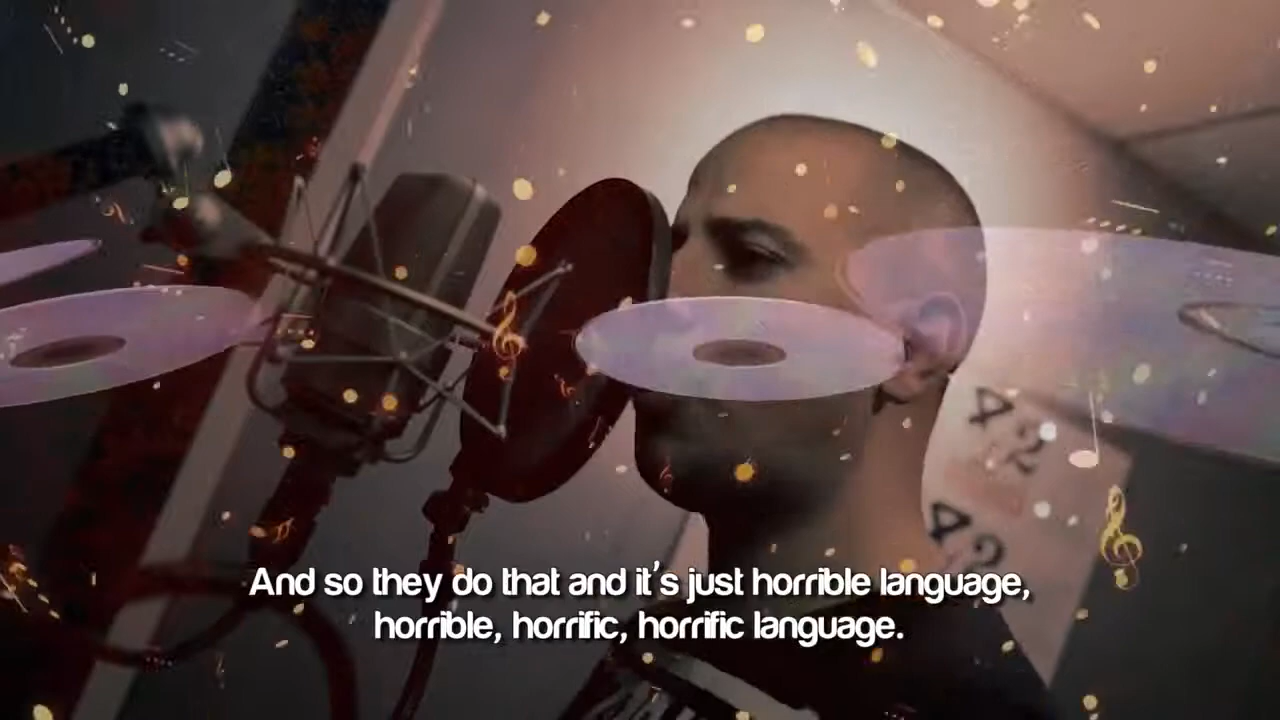 And so they do that and it's just horrible language,
horrible, horrific, horrific language.